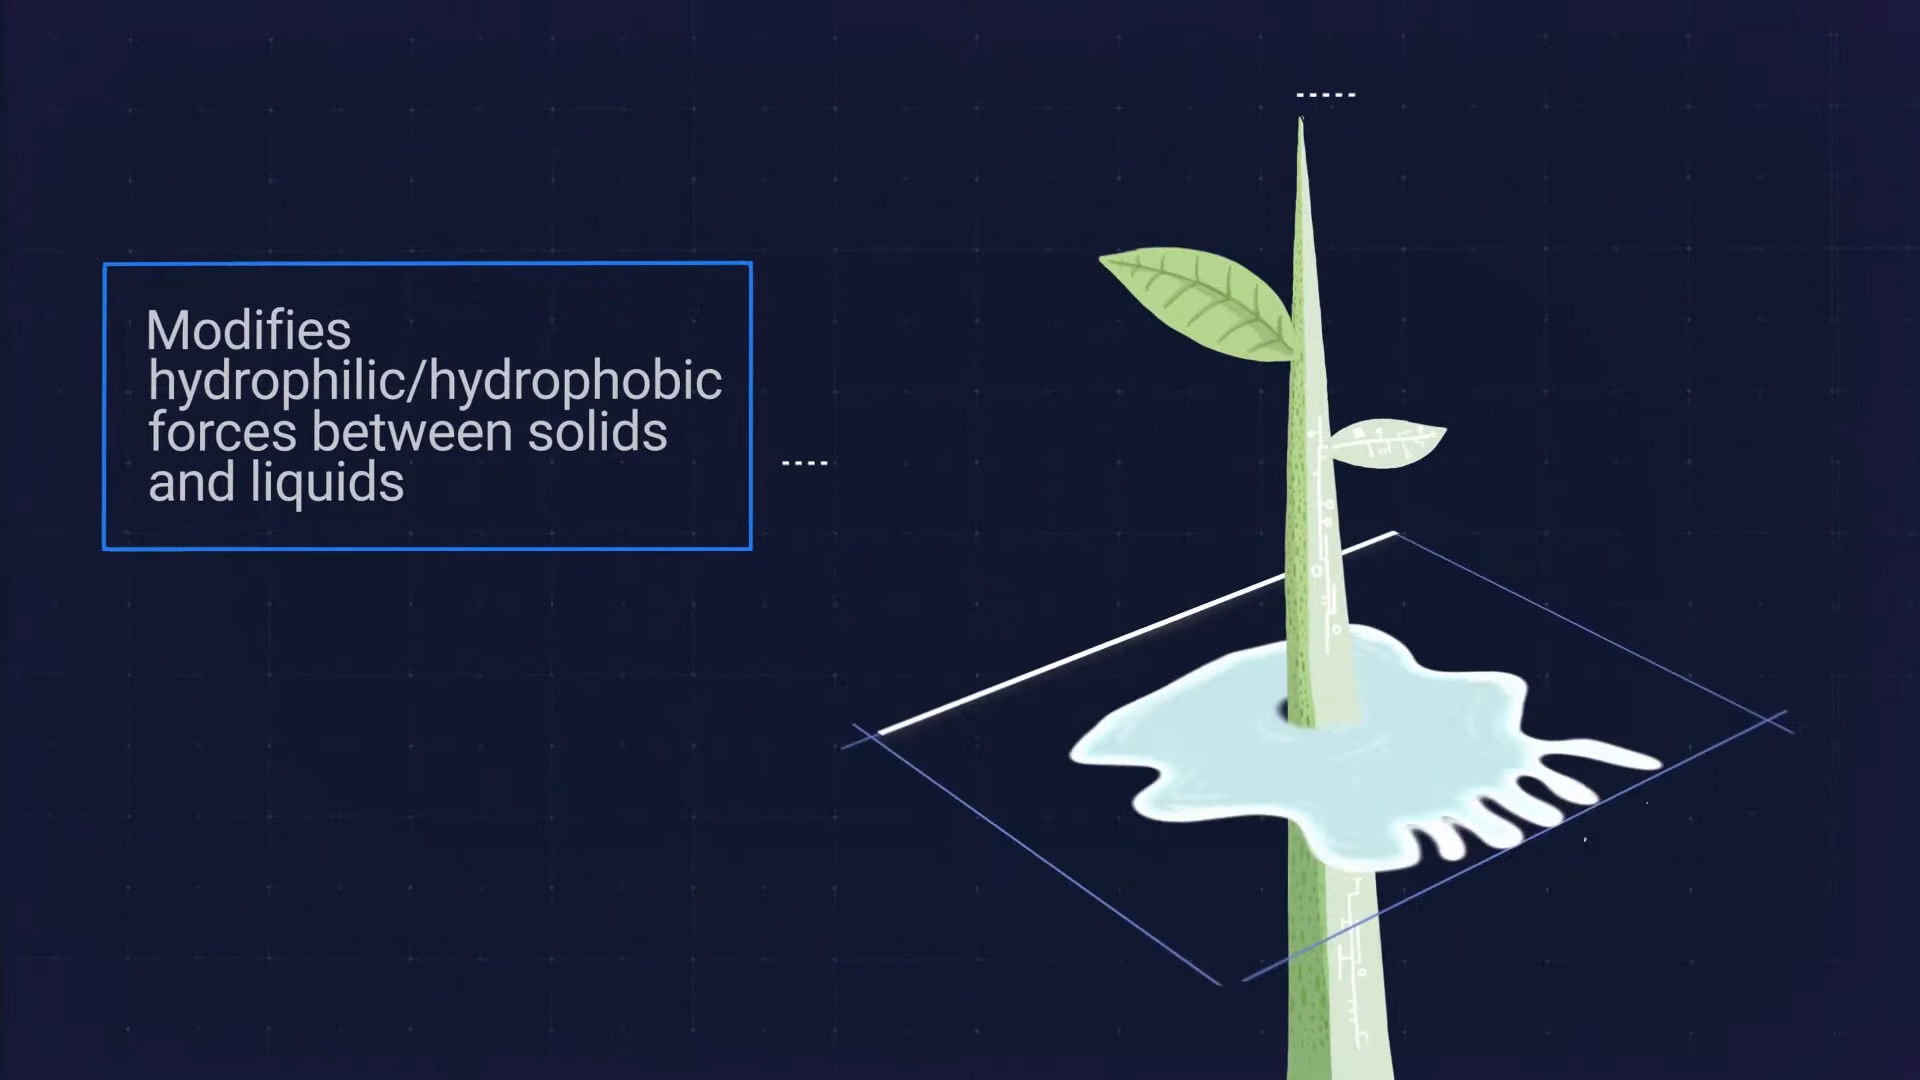 Modifies
hydrophilic/hydrophobic
forces between solids
and liquids